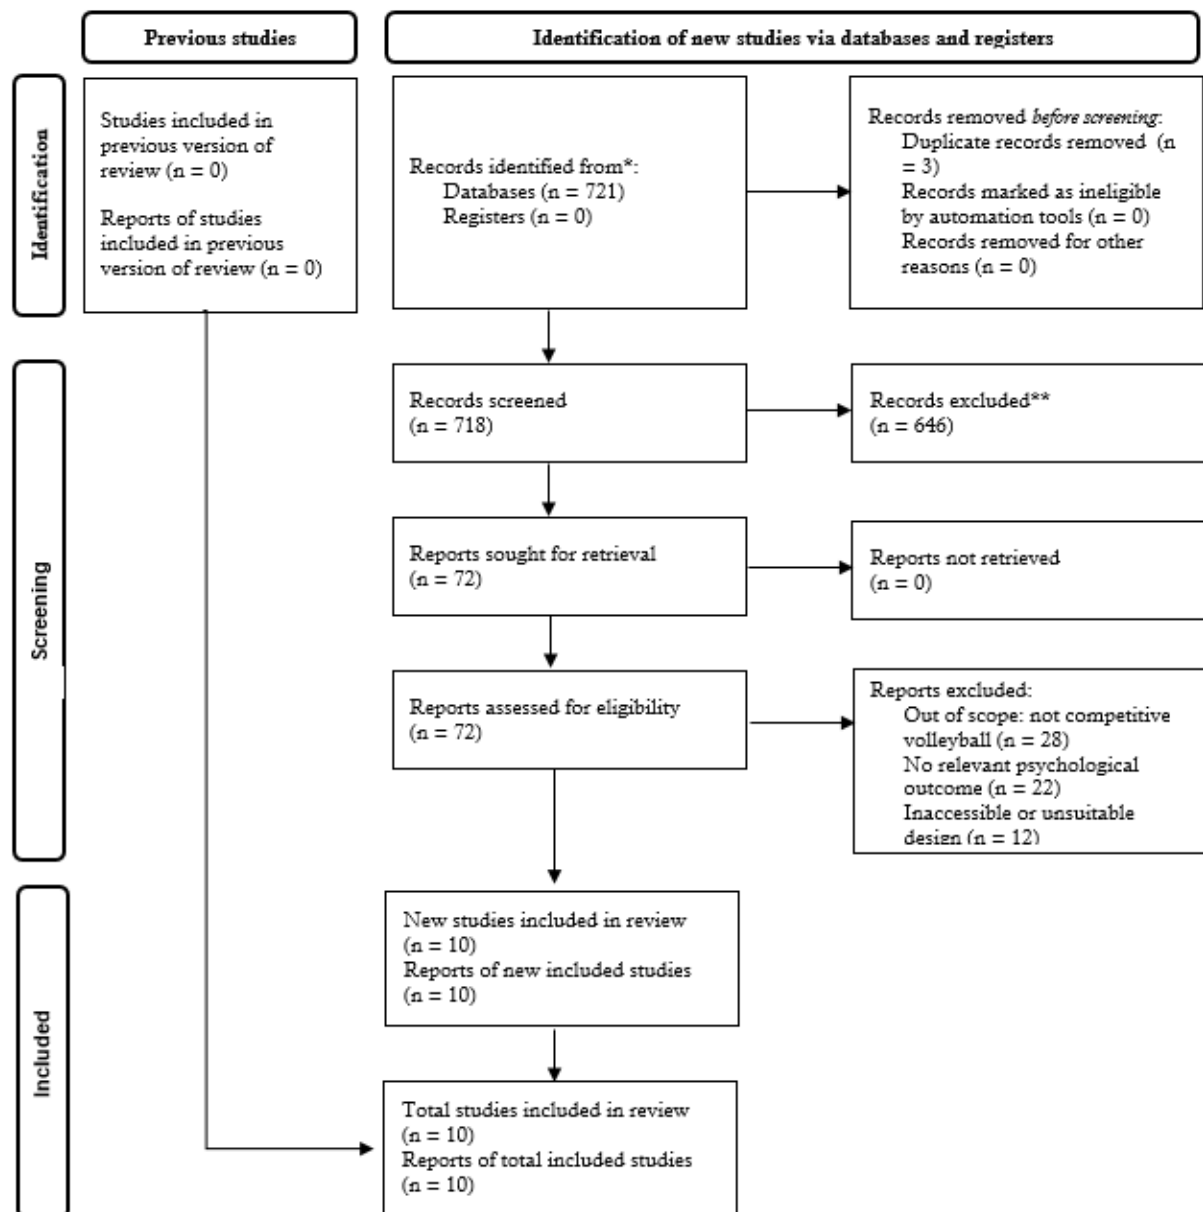 Previous studies
Identification of new studies via databases and registers
Identification
Studies included in
previous version of
review (n = 0)
Reports of studies
included in previous
version of review (n = 0)
Records identified from*:
Databases (n = 721)
Registers (n = 0)
Records removed before screening:
Duplicate records removed (n
= 3)
Records marked as ineligible
by automation tools (n = 0)
Records removed for other
reasons (n = 0)
Screening
Records screened
(n = 718)
Records excluded**
(n = 646)
Reports sought for retrieval
(n = 72)
Reports not retrieved
(n = 0)
Reports assessed for eligibility
(n = 72)
Reports excluded:
Out of scope: not competitive
volleyball (n = 28)
No relevant psychological
outcome (n = 22)
Inaccessible or unsuitable
design (n = 12)
Included
New studies included in review
(n = 10)
Reports of new included studies
(n = 10)
Total studies included in review
(n = 10)
Reports of total included studies
(n = 10)